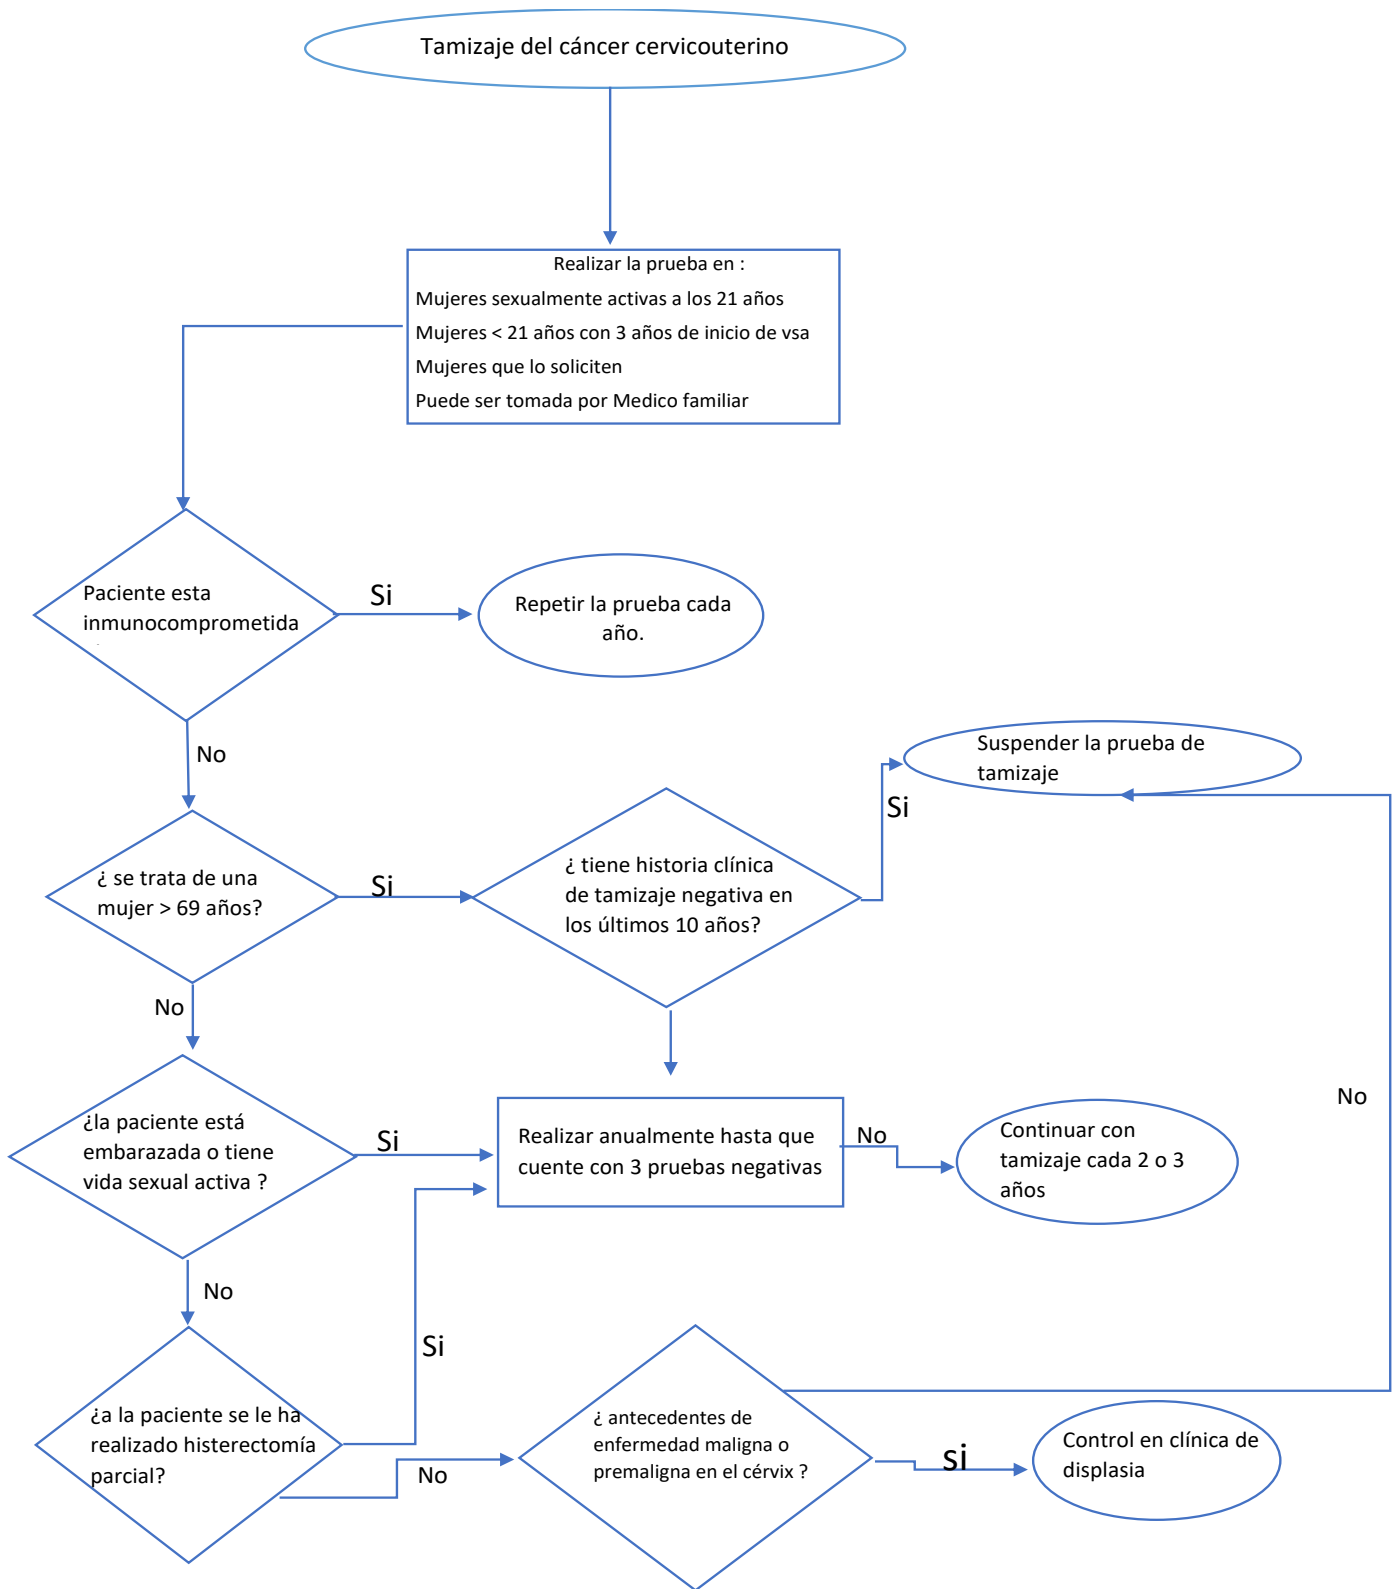 Tamizaje del cáncer cervicouterino
Realizar la prueba en :
Mujeres sexualmente activas a los 21 años
Mujeres < 21 años con 3 años de inicio de vsa
Mujeres que lo soliciten
Puede ser tomada por Medico familiar
Paciente esta
inmunocomprometida
Si
Repetir la prueba cada
año.
No
Suspender la prueba de
tamizaje
Si
¿ se trata de una
mujer > 69 años?
Si
¿ tiene historia clínica
de tamizaje negativa en
los últimos 10 años?
No
No
¿la paciente está
embarazada o tiene
vida sexual activa ?
Si
Realizar anualmente hasta que
cuente con 3 pruebas negativas
No
Continuar con
tamizaje cada 2 o 3
años
No
Si
¿a la paciente se le ha
realizado histerectomía
parcial?
No
¿ antecedentes de
enfermedad maligna o
premaligna en el cérvix ?
si
Control en clínica de
displasia